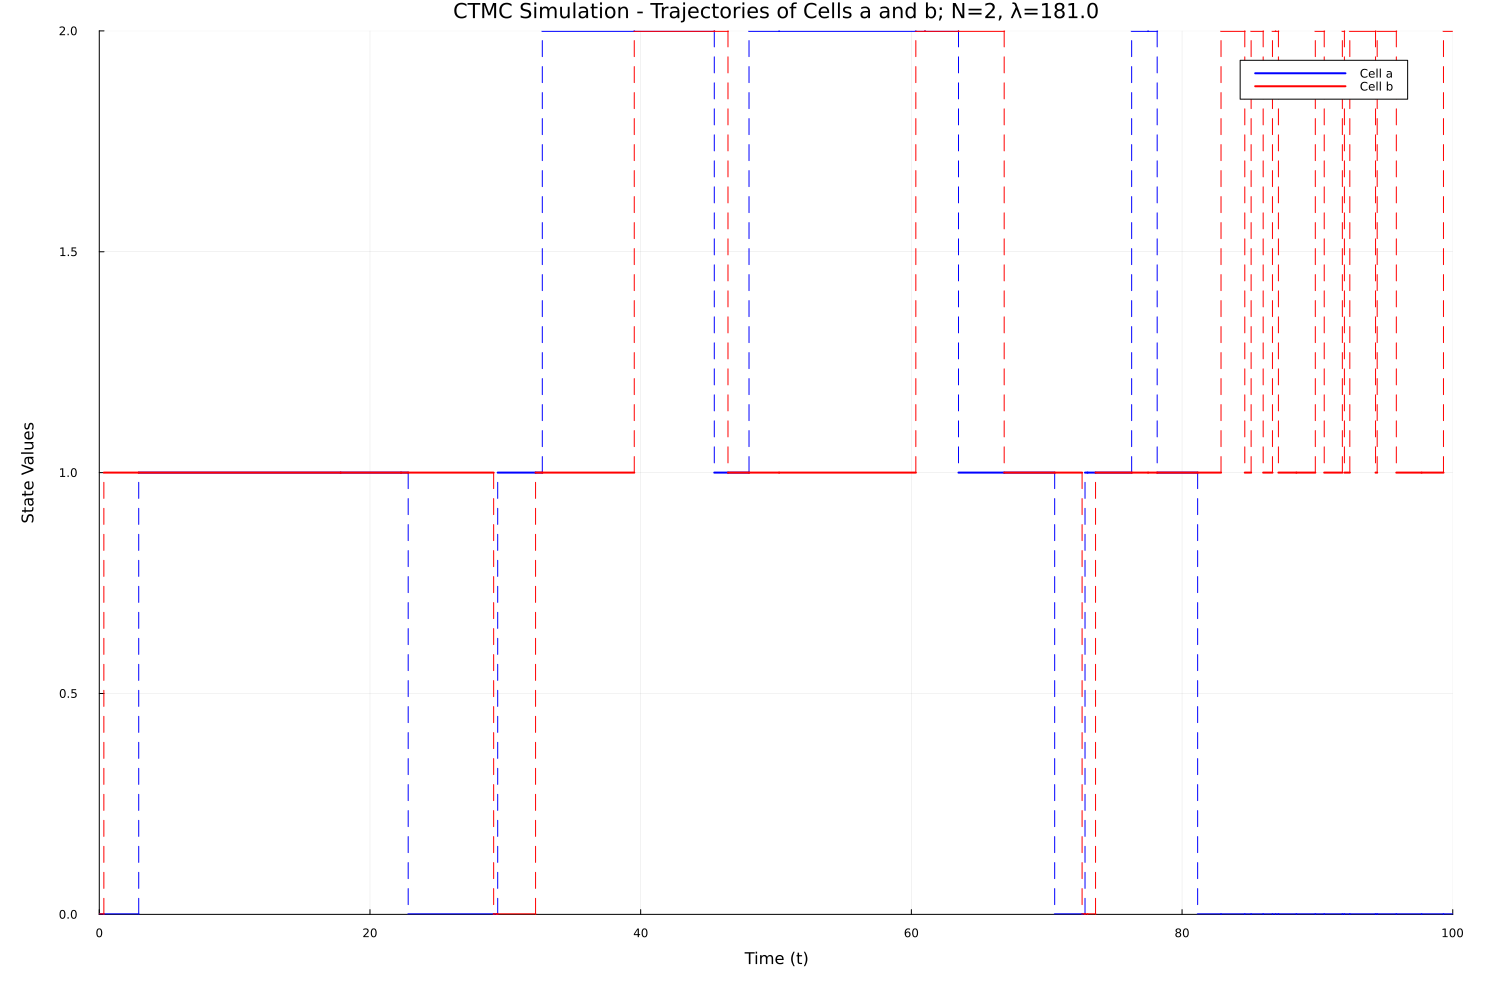 CTMC Simulation - Trajectories of Cells a and b; N=2, λ=181.0
2.0
Cell a
Cell b
1.5
1.0
State Values
0.5
0.0
0 20 40 60 80 100
Time (t)